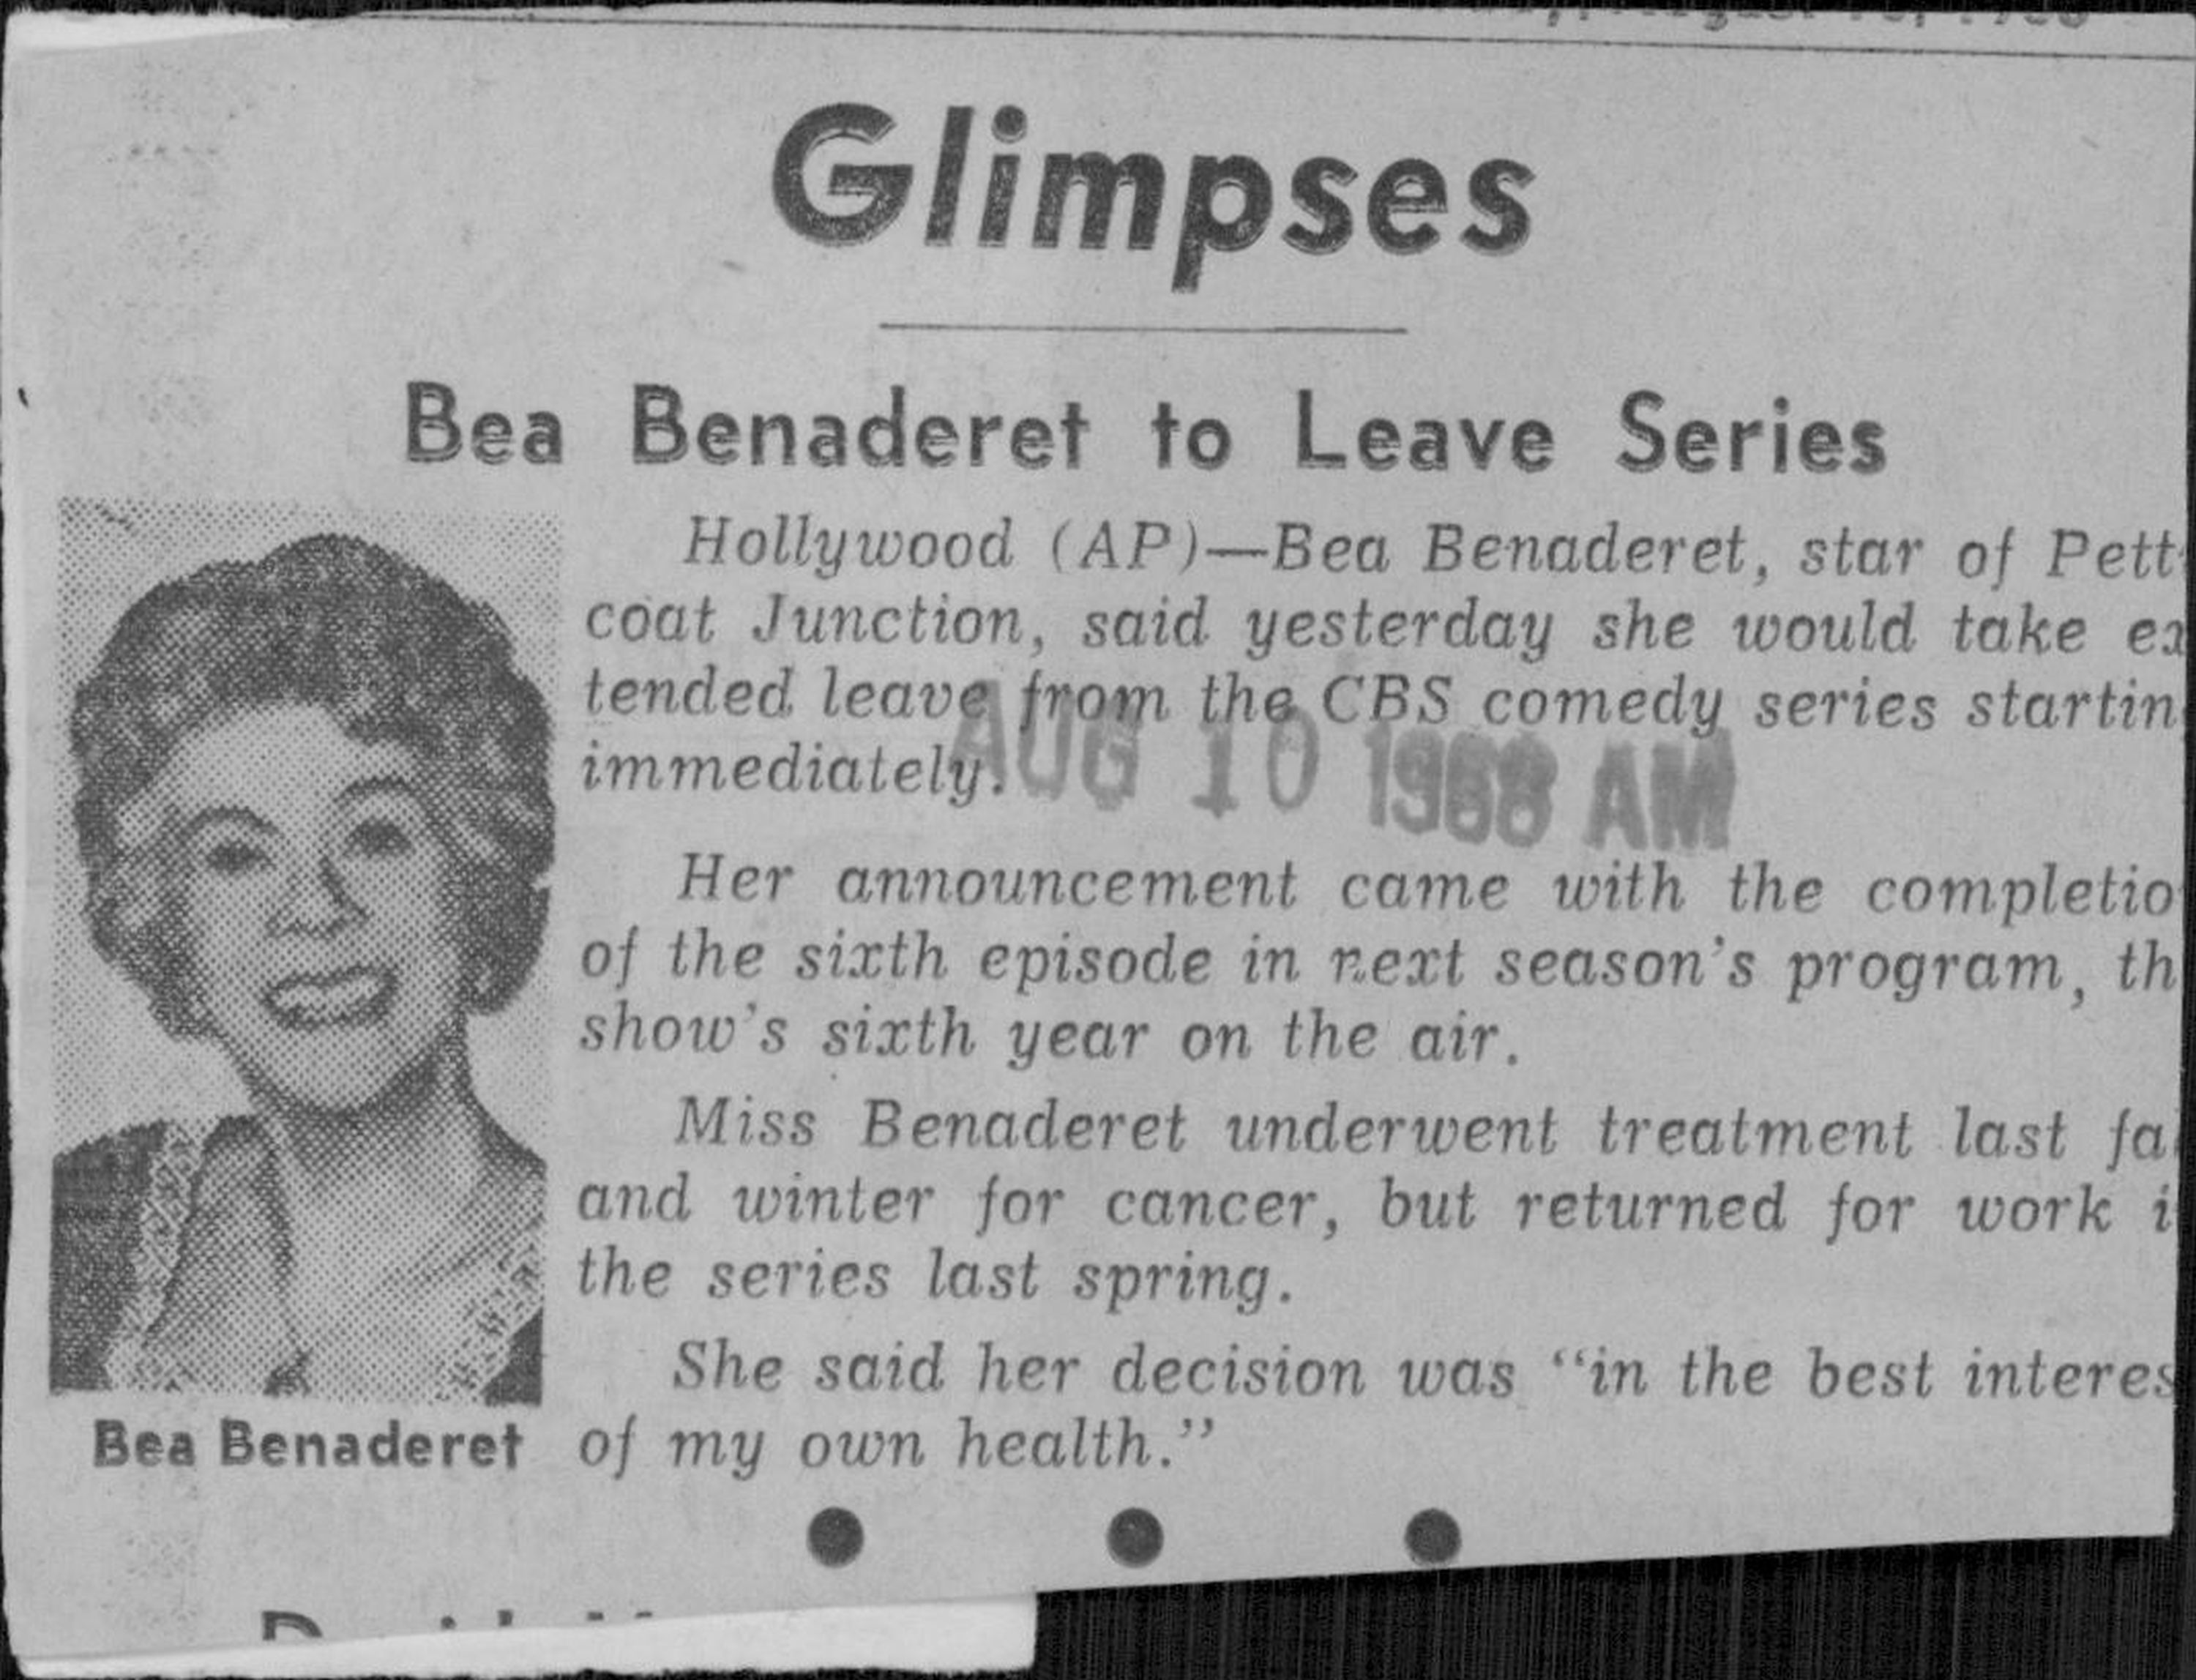 Glimpses
Bea Benaderet to Leave Series
Hollywood (AP)—Bea Benaderet, star of Pett
coat Junction, said yesterday she would take ex
tended leave from the CBS comedy series startin
immediately.
AUG 10 1968 AM
Her announcement came with the completio
of the sixth episode in next season's program, th
show's sixth year on the air.
Miss Benaderet underwent treatment last fa
and winter for cancer, but returned for work i
the series last spring.
She said her decision was “in the best interes
of my own health.”
Bea Benaderet